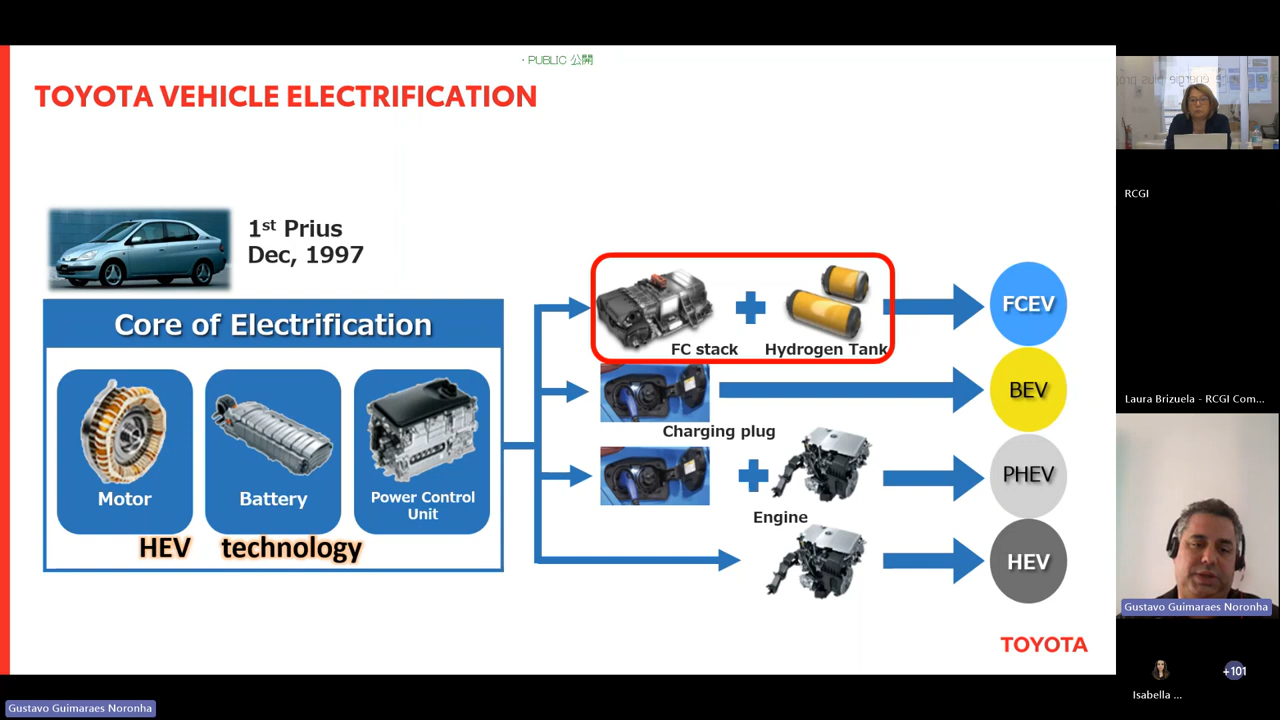 ・PUBLIC 公開
TOYOTA VEHICLE ELECTRIFICATION
1st Prius
Dec, 1997
Core of Electrification
Motor
Battery
Power Control
Unit
HEV technology
FC stack
Hydrogen Tank
FCEV
BEV
Charging plug
PHEV
Engine
HEV
TOYOTA
RCGI
Laura Brizuela - RCGI Com...
Gustavo Guimaraes Noronha
Isabella ...
+101
Gustavo Guimaraes Noronha